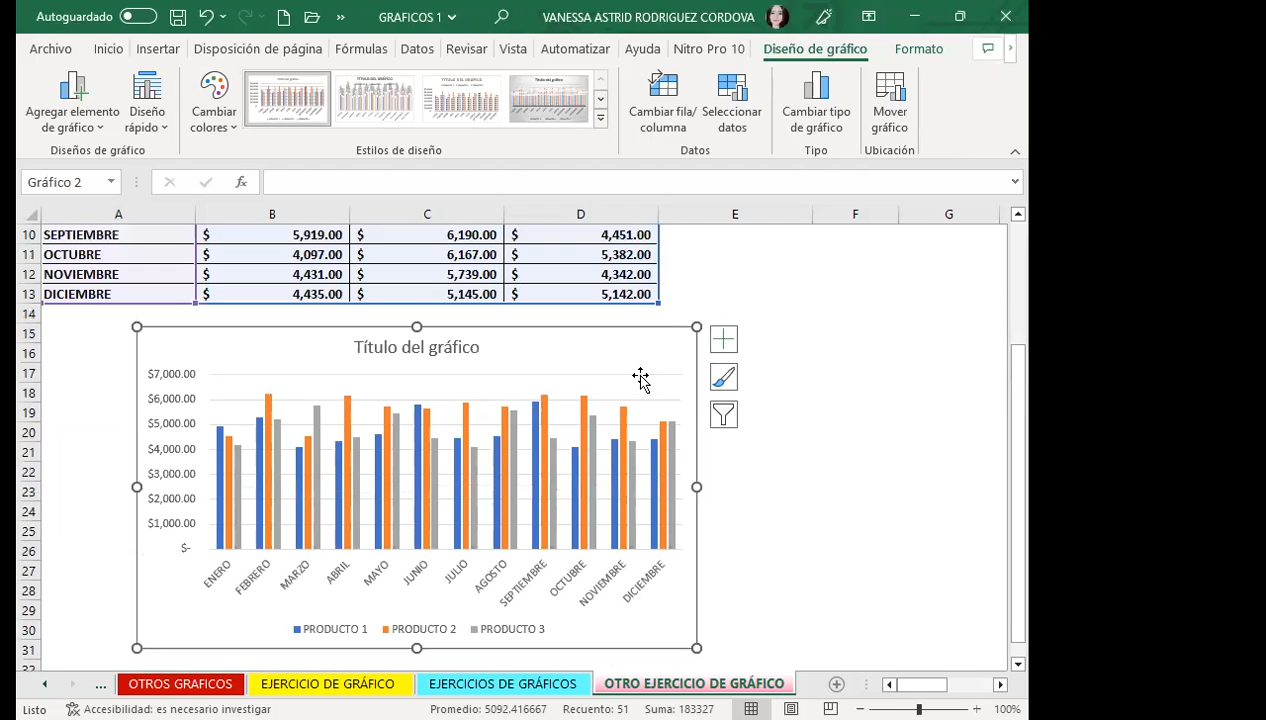 Autoguardado GRAFICOS 1 VANESSA ASTRID RODRIGUEZ CORDOVA
Archivo Inicio Insertar Disposición de página Fórmulas Datos Revisar Vista Automatizar Ayuda Nitro Pro 10 Diseño de gráfico Formato
Agregar elemento de gráfico
Diseño rápido
Cambiar colores
Cambiar fila/ columna
Seleccionar datos
Cambiar tipo de gráfico
Mover gráfico
Diseños de gráfico Estilos de diseño Datos Tipo Ubicación
Gráfico 2 fx
A B C D E F G
10 SEPTIEMBRE $ 5,919.00 $ 6,190.00 $ 4,451.00
11 OCTUBRE $ 4,097.00 $ 6,167.00 $ 5,382.00
12 NOVIEMBRE $ 4,431.00 $ 5,739.00 $ 4,342.00
13 DICIEMBRE $ 4,435.00 $ 5,145.00 $ 5,142.00
14
15
16
17
18
19
20
21
22
23
24
25
26
27
28
29
30
31
Título del gráfico
$7,000.00
$6,000.00
$5,000.00
$4,000.00
$3,000.00
$2,000.00
$1,000.00
$-
ENERO FEBRERO MARZO ABRIL MAYO JUNIO JULIO AGOSTO SEPTIEMBRE OCTUBRE NOVIEMBRE DICIEMBRE
PRODUCTO 1 PRODUCTO 2 PRODUCTO 3
... OTROS GRAFICOS EJERCICIO DE GRÁFICO EJERCICIOS DE GRÁFICOS OTRO EJERCICIO DE GRÁFICO
Listo Accesibilidad: es necesario investigar Promedio: 5092.416667 Recuento: 51 Suma: 183327 100%